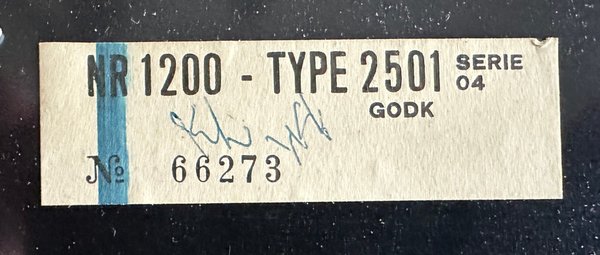 NR 1200 - TYPE 2501 SERIE 04
GODK
№ 66273